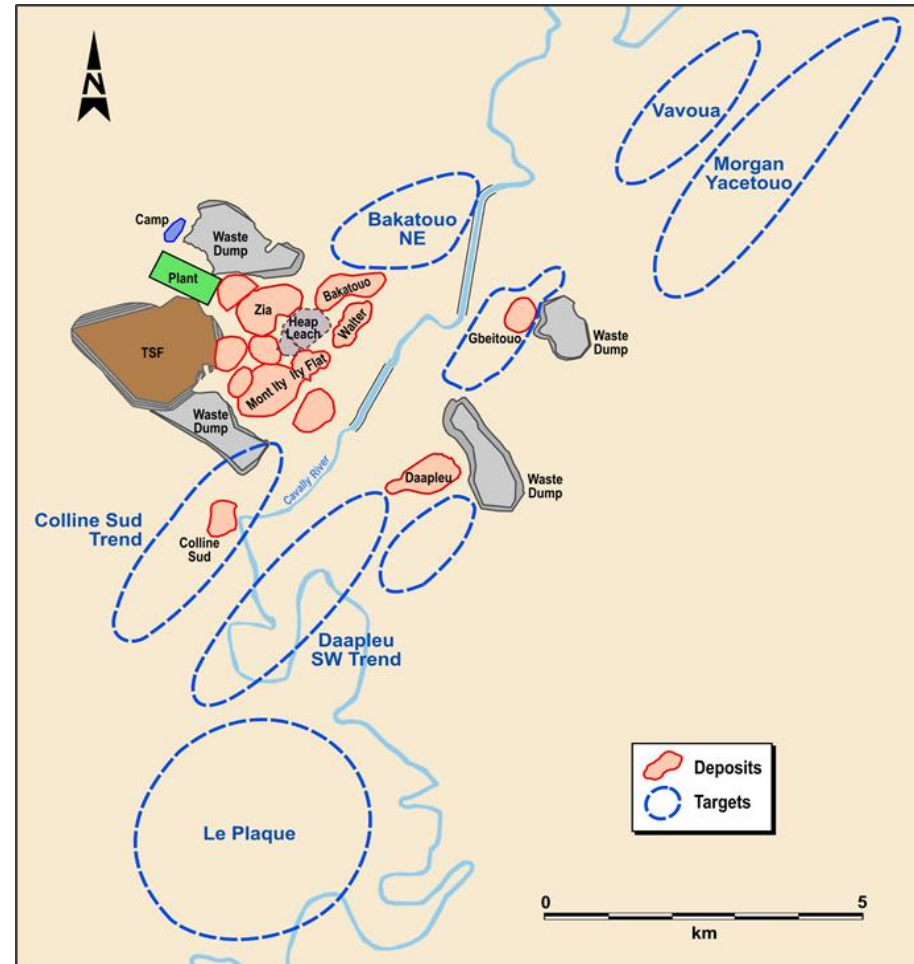 N
Vavoua
Morgan
Yacetouo
Bakatouo
NE
Camp
Waste
Dump
Plant
Bakatouo
Zia
Heap
Leach
Walter
Gbeitouo
Waste
Dump
TSF
Ity Flat
Mont Ity
Waste
Dump
Cavally River
Daapleu
Waste
Dump
Colline Sud
Trend
Colline
Sud
Daapleu
SW Trend
Le Plaque
Deposits
Targets
0 5
km